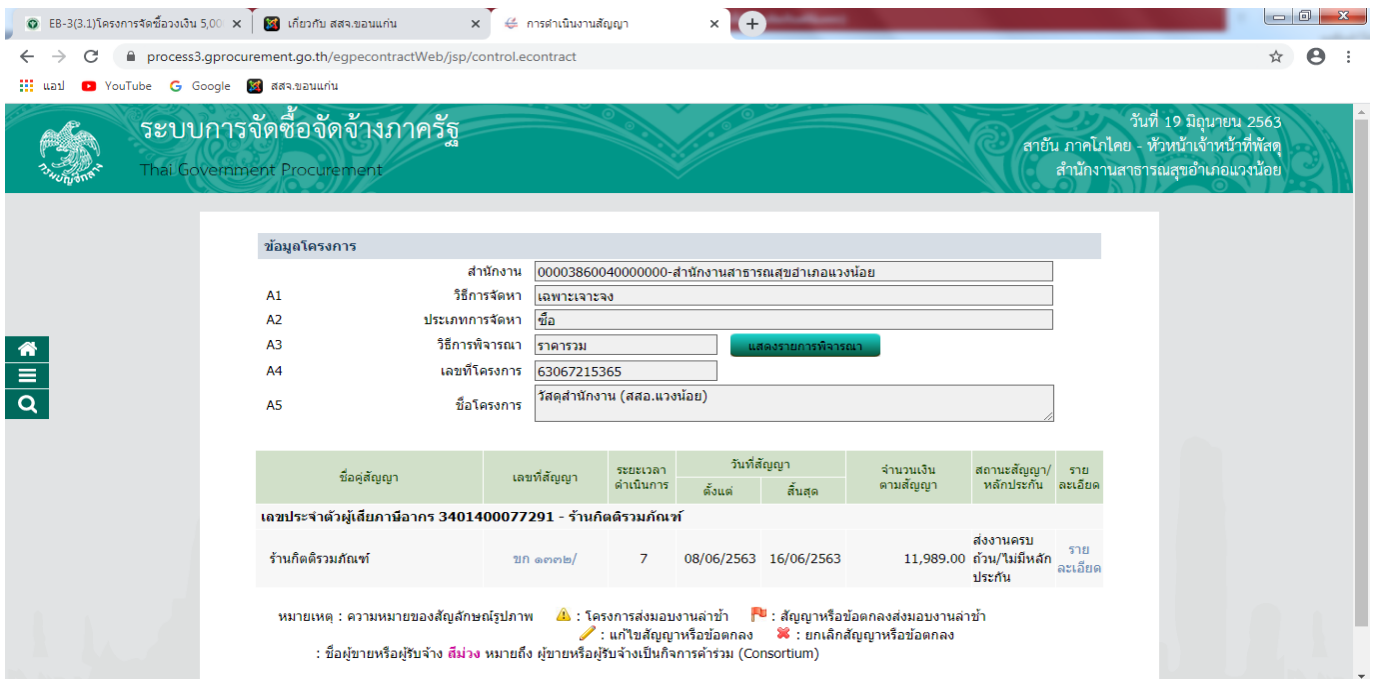 EB-3(3.1)โครงการจัดซื้อวงเงิน 5,00
เกี่ยวกับ สสจ.ขอนแก่น
การดำเนินงานสัญญา
process3.gprocurement.go.th/egpecontractWeb/jsp/control.econtract
แอป YouTube Google สสจ.ขอนแก่น
ระบบการจัดซื้อจัดจ้างภาครัฐ
Thai Government Procurement
กรมบัญชีกลาง
วันที่ 19 มิถุนายน 2563
สายัน ภาคโภไคย - หัวหน้าเจ้าหน้าที่พัสดุ
สำนักงานสาธารณสุขอำเภอแวงน้อย
ข้อมูลโครงการ
สำนักงาน 00003860040000000-สำนักงานสาธารณสุขอำเภอแวงน้อย
A1 วิธีการจัดหา เฉพาะเจาะจง
A2 ประเภทการจัดหา ซื้อ
A3 วิธีการพิจารณา ราคารวม แสดงรายการพิจารณา
A4 เลขที่โครงการ 63067215365
A5 ชื่อโครงการ วัสดุสำนักงาน (สสอ.แวงน้อย)
ชื่อคู่สัญญา เลขที่สัญญา ระยะเวลา วันที่สัญญา จำนวนเงิน สถานะสัญญา/ ราย
ดำเนินการ ตั้งแต่ สิ้นสุด ตามสัญญา หลักประกัน ละเอียด
เลขประจำตัวผู้เสียภาษีอากร 3401400077291 - ร้านกิตติรวมภัณฑ์
ส่งงานครบ
ร้านกิตติรวมภัณฑ์ ขก ๑๓๓๒/ 7 08/06/2563 16/06/2563 11,989.00 ถ้วน/ไม่มีหลัก ราย
ประกัน ละเอียด
หมายเหตุ : ความหมายของสัญลักษณ์รูปภาพ : โครงการส่งมอบงานล่าช้า : สัญญาหรือข้อตกลงส่งมอบงานล่าช้า
: แก้ไขสัญญาหรือข้อตกลง : ยกเลิกสัญญาหรือข้อตกลง
: ชื่อผู้ขายหรือผู้รับจ้าง สีม่วง หมายถึง ผู้ขายหรือผู้รับจ้างเป็นกิจการค้าร่วม (Consortium)